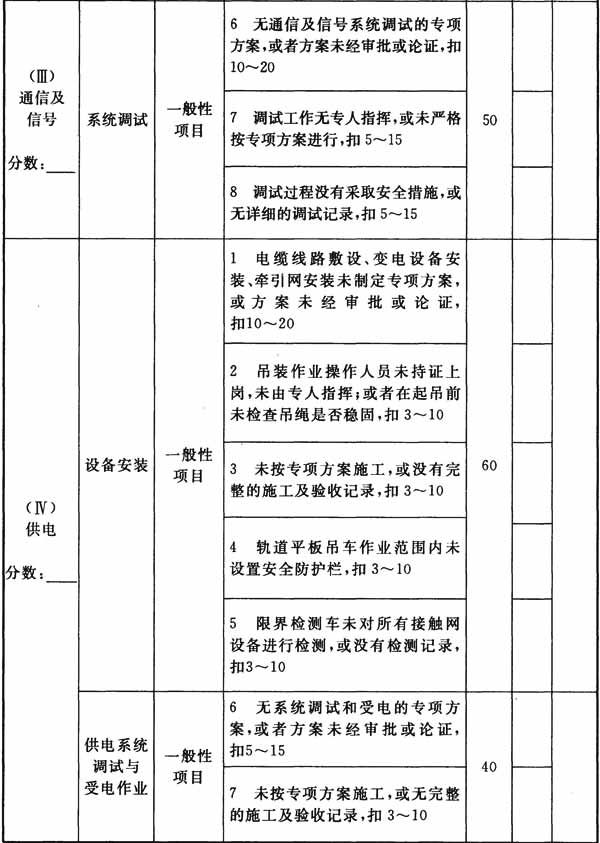 (Ⅲ)
通信及
信号
分数:
系统调试
一般性
项目
6 无通信及信号系统调试的专项
方案,或者方案未经审批或论证,扣
10～20
7 调试工作无专人指挥,或未严格
按专项方案进行,扣 5～15
8 调试过程没有采取安全措施,或
无详细的调试记录,扣 5～15
50
(Ⅳ)
供电
分数:
设备安装
一般性
项目
1 电缆线路敷设、变电设备安
装、牵引网安装未制定专项方案,
或方案未经审批或论证,
扣10～20
2 吊装作业操作人员未持证上
岗,未由专人指挥;或者在起吊前
未检查吊绳是否稳固,扣 3～10
3 未按专项方案施工,或没有完
整的施工及验收记录,扣 3～10
4 轨道平板吊车作业范围内未
设置安全防护栏,扣 3～10
5 限界检测车未对所有接触网
设备进行检测,或没有检测记录,
扣3～10
60
供电系统
调试与
受电作业
一般性
项目
6 无系统调试和受电的专项方
案,或者方案未经审批或论证,
扣5～15
7 未按专项方案施工,或无完整
的施工及验收记录,扣 3～10
40